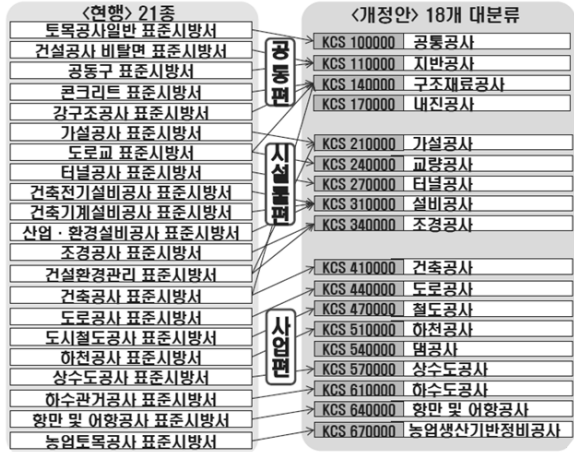 <현행> 21종
토목공사일반 표준시방서
건설공사 비탈면 표준시방서
공동구 표준시방서
콘크리트 표준시방서
강구조공사 표준시방서
가설공사 표준시방서
도로교 표준시방서
터널공사 표준시방서
건축전기설비공사 표준시방서
건축기계설비공사 표준시방서
산업·환경설비공사 표준시방서
조경공사 표준시방서
건설환경관리 표준시방서
건축공사 표준시방서
도로공사 표준시방서
도시철도공사 표준시방서
하천공사 표준시방서
상수도공사 표준시방서
하수관거공사 표준시방서
항만 및 어항공사 표준시방서
농업토목공사 표준시방서
공통편
시설물편
사업편
<개정안> 18개 대분류
KCS 100000 공통공사
KCS 110000 지반공사
KCS 140000 구조재료공사
KCS 170000 내진공사
KCS 210000 가설공사
KCS 240000 교량공사
KCS 270000 터널공사
KCS 310000 설비공사
KCS 340000 조경공사
KCS 410000 건축공사
KCS 440000 도로공사
KCS 470000 철도공사
KCS 510000 하천공사
KCS 540000 댐공사
KCS 570000 상수도공사
KCS 610000 하수도공사
KCS 640000 항만 및 어항공사
KCS 670000 농업생산기반정비공사